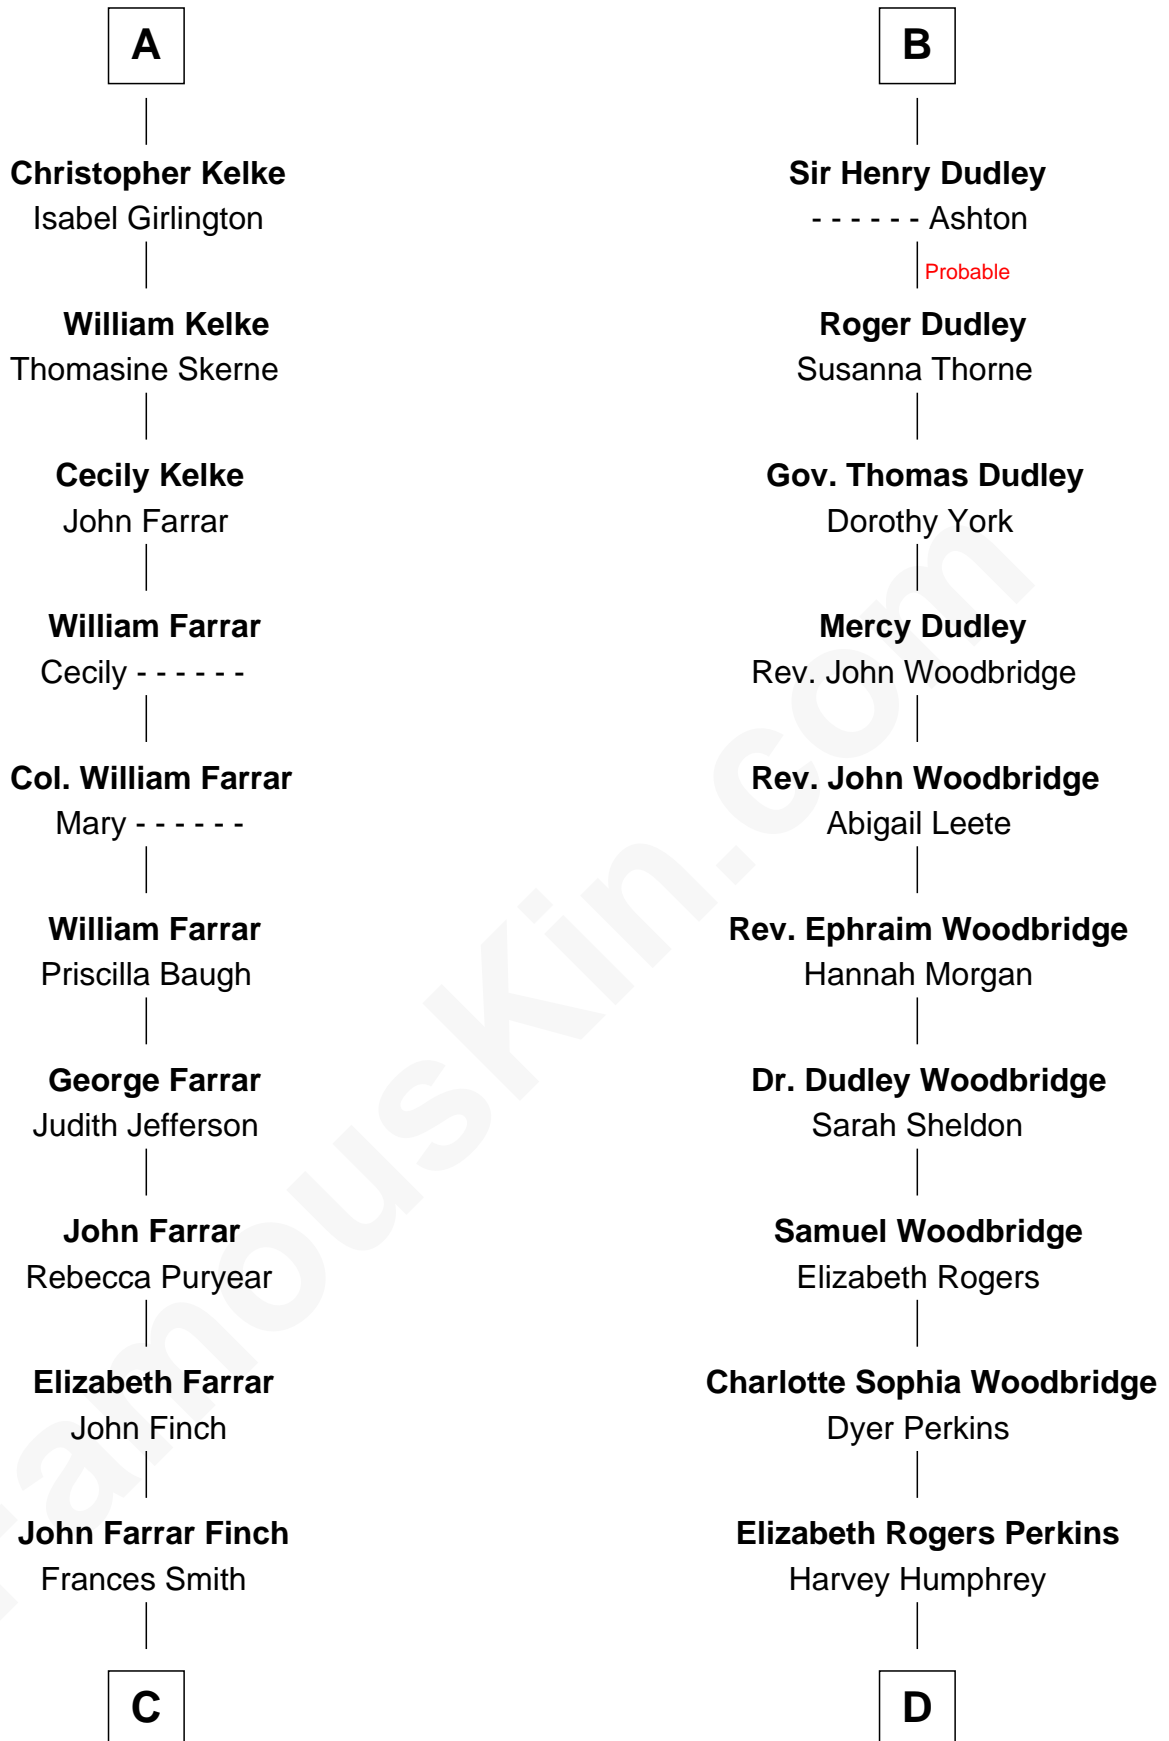 A
Christopher Kelke
Isabel Girlington
William Kelke
Thomasine Skerne
Cecily Kelke
John Farrar
William Farrar
Cecily - - - - - -
Col. William Farrar
Mary - - - - - -
William Farrar
Priscilla Baugh
George Farrar
Judith Jefferson
John Farrar
Rebecca Puryear
Elizabeth Farrar
John Finch
John Farrar Finch
Frances Smith
C
B
Sir Henry Dudley
- - - - - - Ashton
Probable
Roger Dudley
Susanna Thorne
Gov. Thomas Dudley
Dorothy York
Mercy Dudley
Rev. John Woodbridge
Rev. John Woodbridge
Abigail Leete
Rev. Ephraim Woodbridge
Hannah Morgan
Dr. Dudley Woodbridge
Sarah Sheldon
Samuel Woodbridge
Elizabeth Rogers
Charlotte Sophia Woodbridge
Dyer Perkins
Elizabeth Rogers Perkins
Harvey Humphrey
D
FamousKin.com